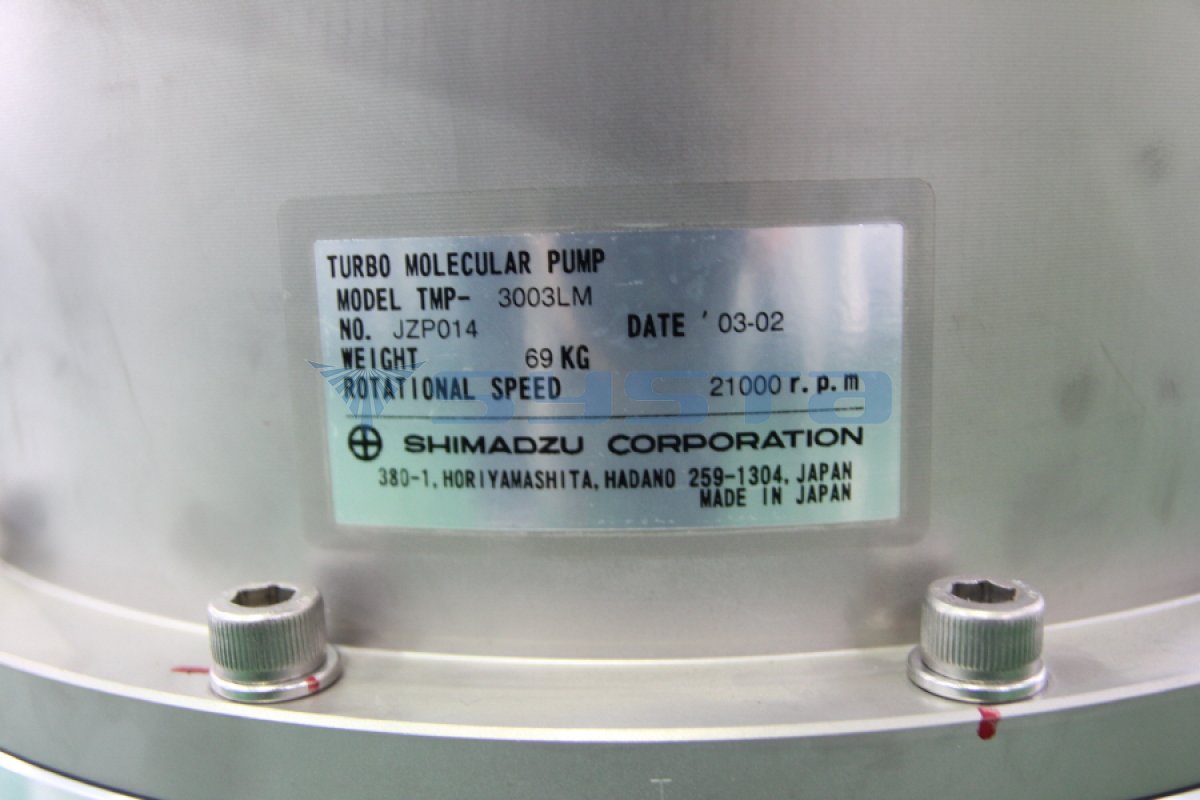 TURBO MOLECULAR PUMP
MODEL TMP- 3003LM
NO. JZP014 DATE '03-02
WEIGHT 69 KG
ROTATIONAL SPEED 21000 r.p.m
systa
SHIMADZU CORPORATION
380-1, HORIYAMASHITA, HADANO 259-1304, JAPAN
MADE IN JAPAN